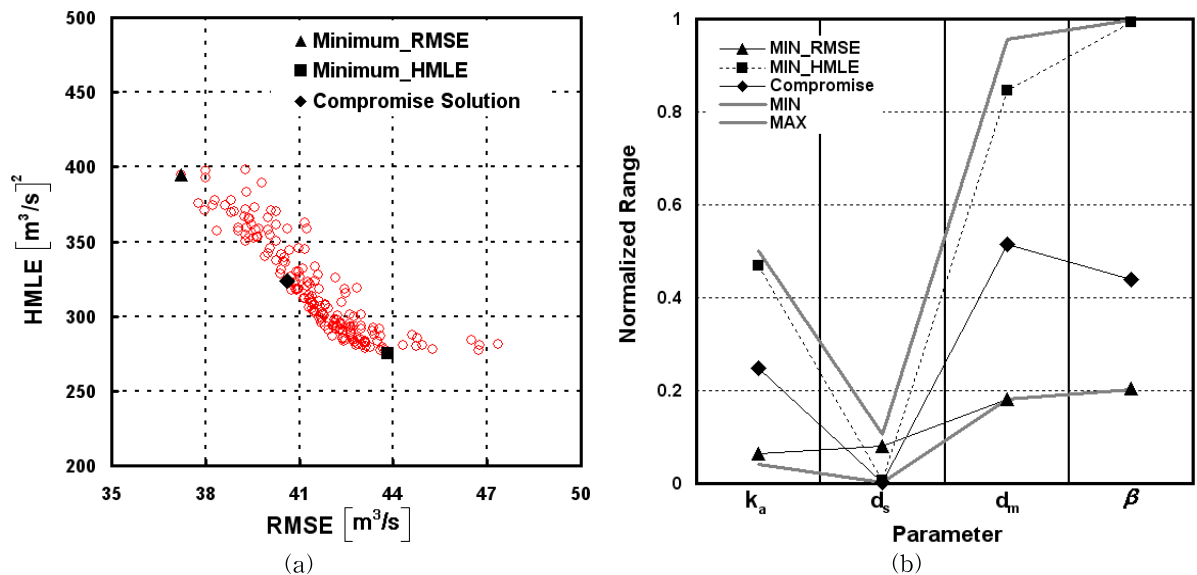 500
450
400
350
300
250
200
HMLE [m³/s]²
Minimum_RMSE
Minimum_HMLE
Compromise Solution
35 38 41 44 47 50
RMSE [m³/s]
(a)
1
0.8
0.6
0.4
0.2
0
Normalized Range
MIN_RMSE
MIN_HMLE
Compromise
MIN
MAX
kₐ dₛ dₘ β
Parameter
(b)